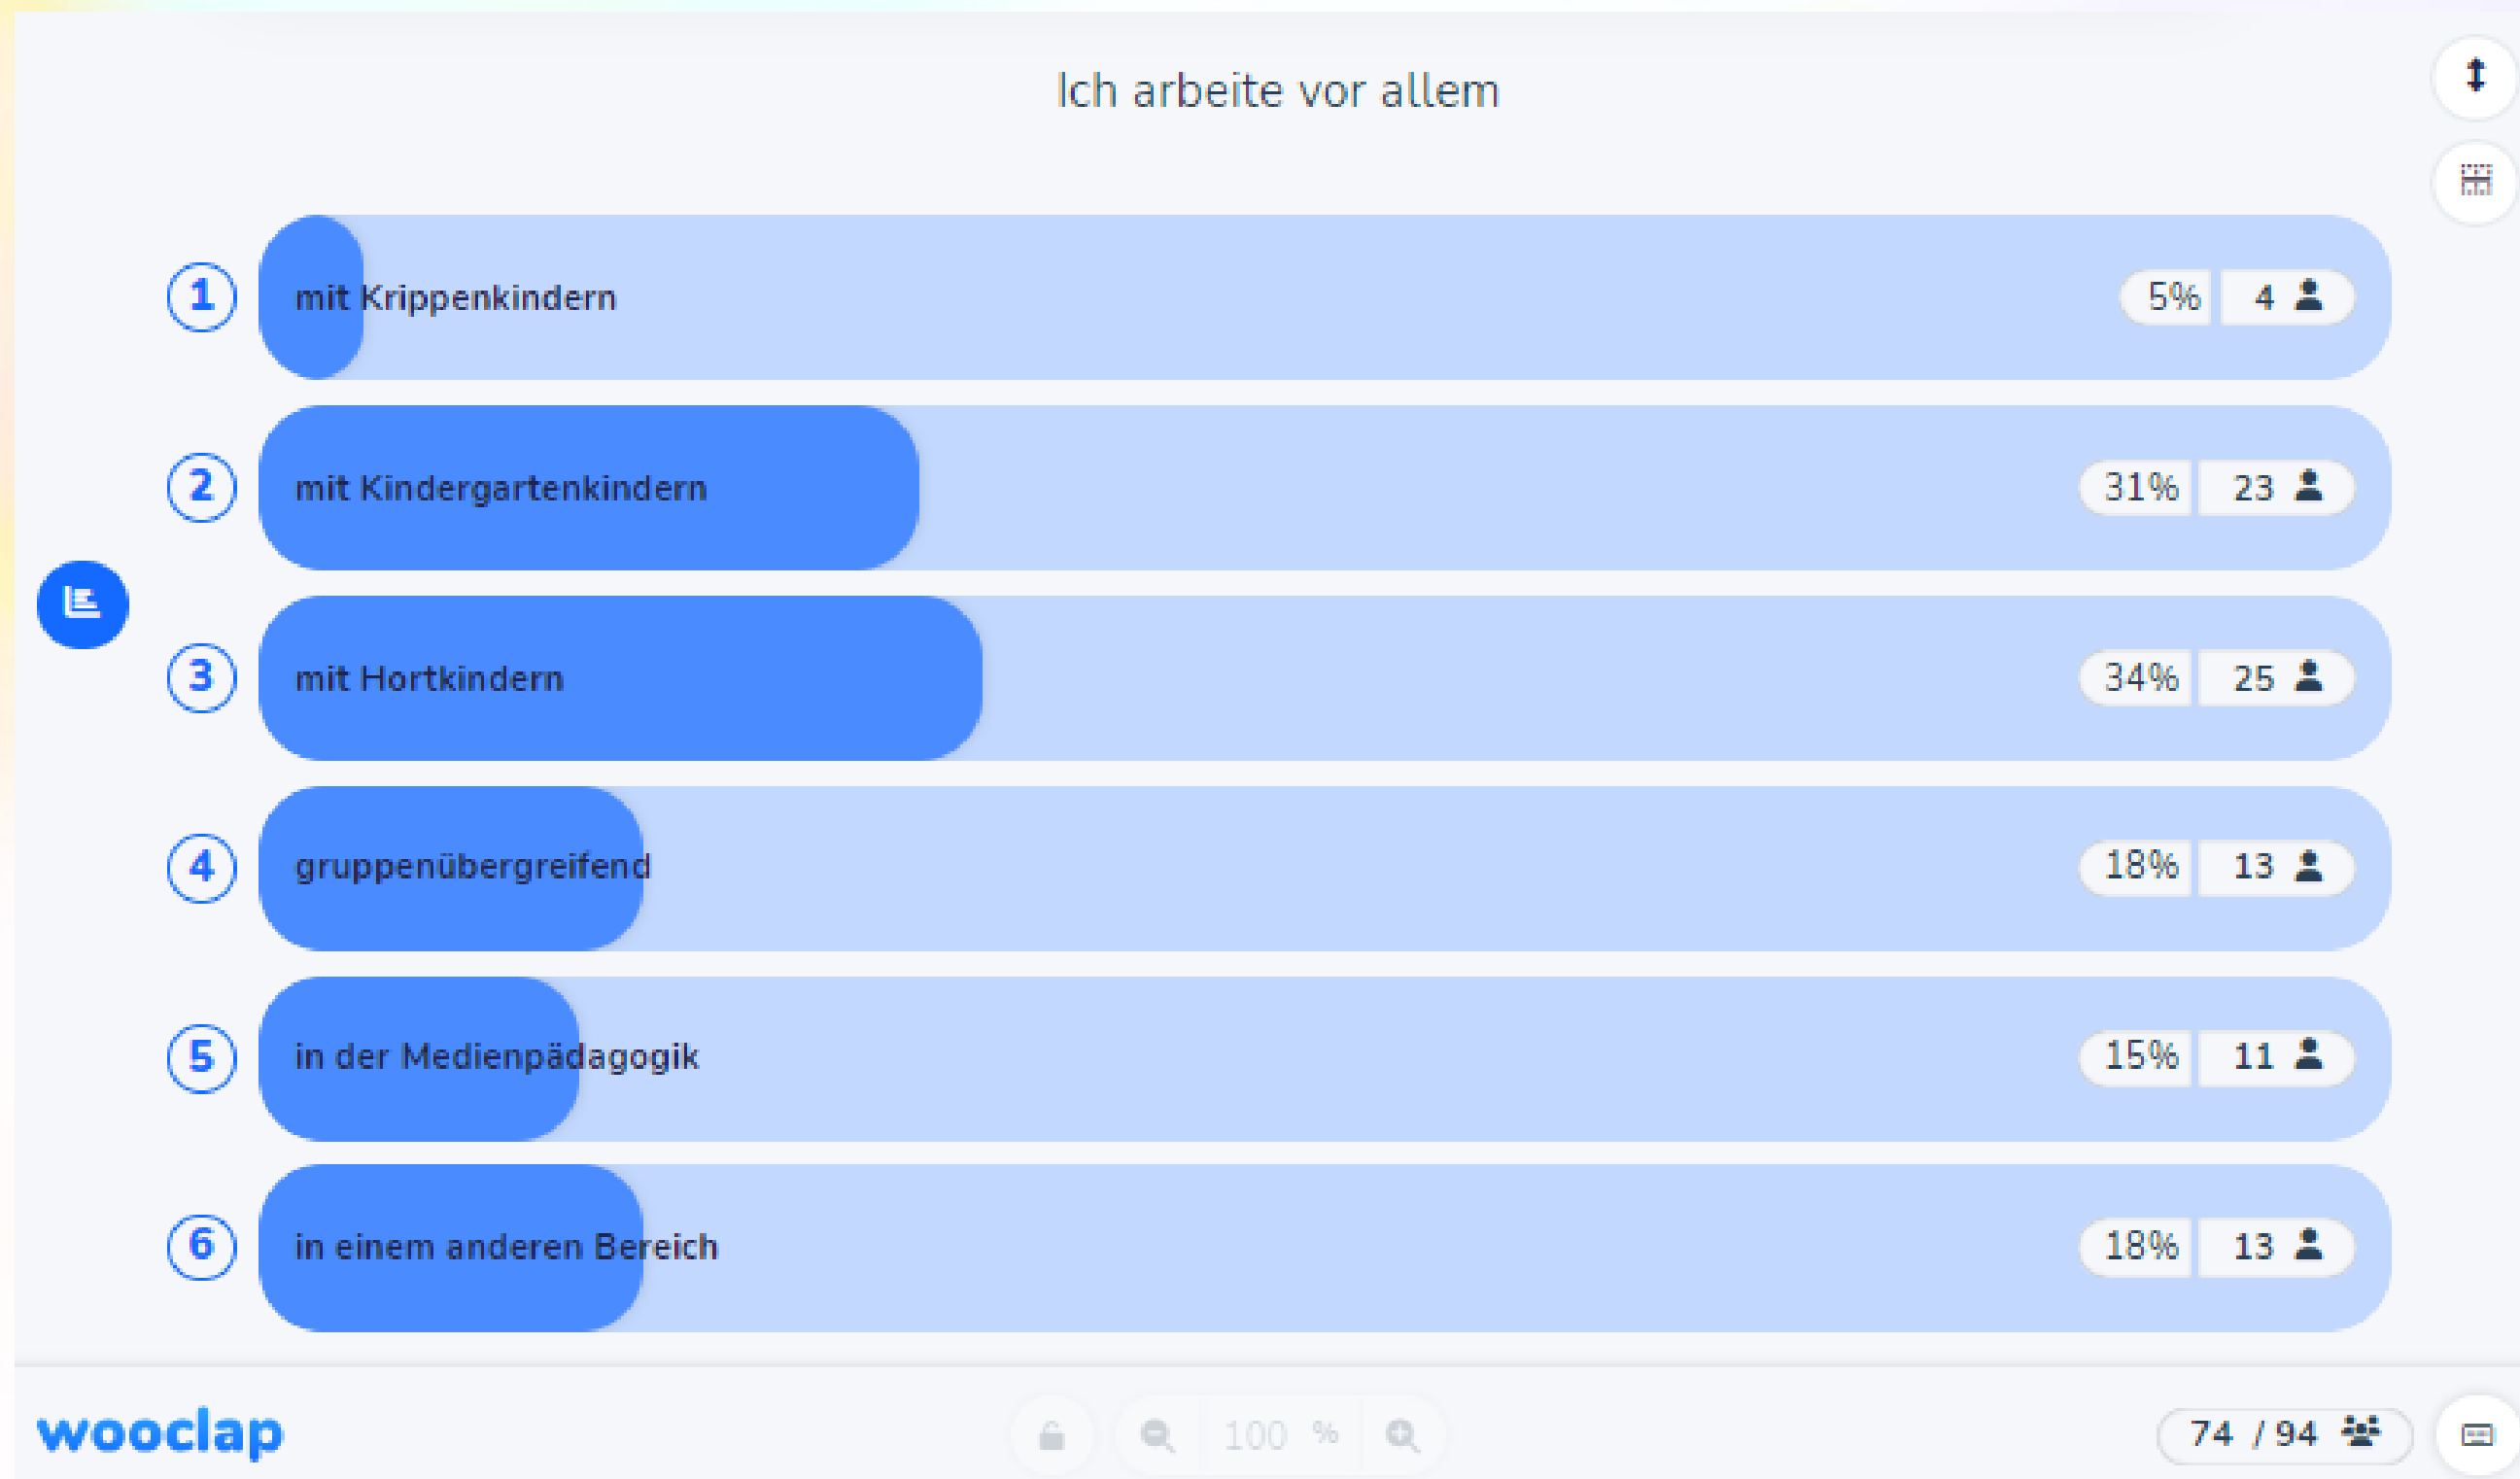 Ich arbeite vor allem
1 mit Krippenkindern 5% 4
2 mit Kindergartenkindern 31% 23
3 mit Hortkindern 34% 25
4 gruppenübergreifend 18% 13
5 in der Medienpädagogik 15% 11
6 in einem anderen Bereich 18% 13
wooclap 100 % 74 / 94